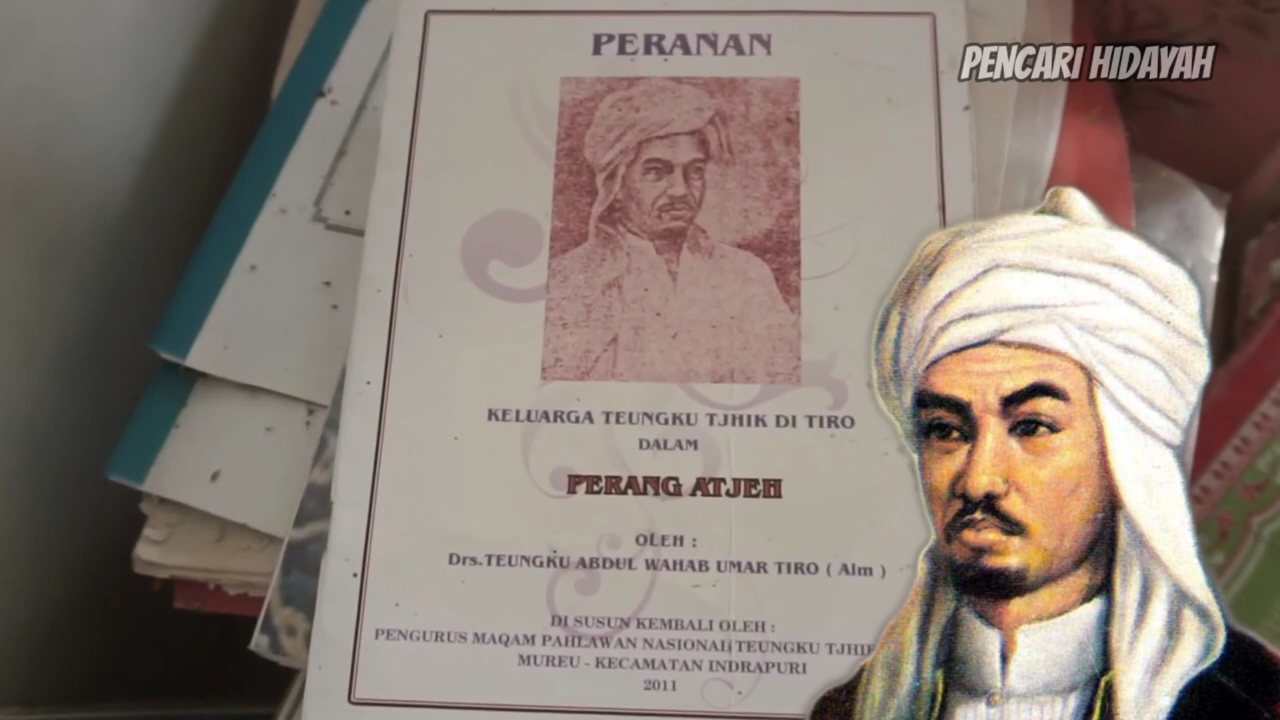 PENCARI HIDAYAH
PERANAN
KELUARGA TEUNGKU TJHIK DI TIRO
DALAM
PERANG ATJEH
OLEH :
Drs.TEUNGKU ABDUL WAHAB UMAR TIRO ( Alm )
DI SUSUN KEMBALI OLEH :
PENGURUS MAQAM PAHLAWAN NASIONAL TEUNGKU
MUREU - KECAMATAN INDRAPURI
2011